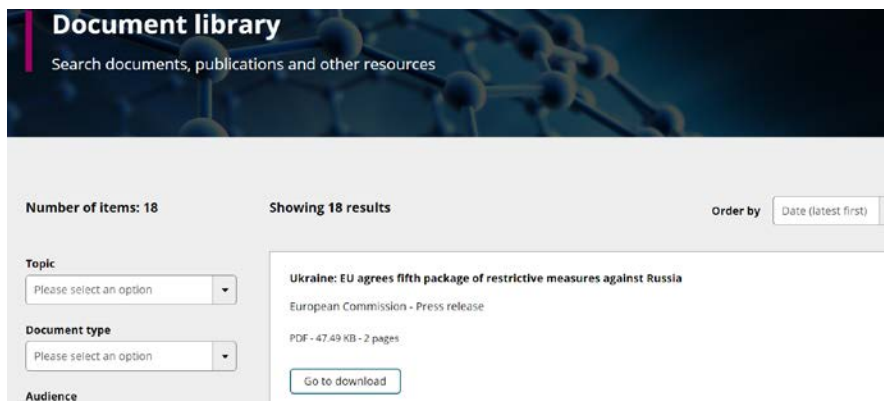 Document library
Search documents, publications and other resources
Number of items: 18
Showing 18 results
Order by
Date (latest first)
Topic
Please select an option
Document type
Please select an option
Audience
Ukraine: EU agrees fifth package of restrictive measures against Russia
European Commission - Press release
PDF - 47.49 KB - 2 pages
Go to download